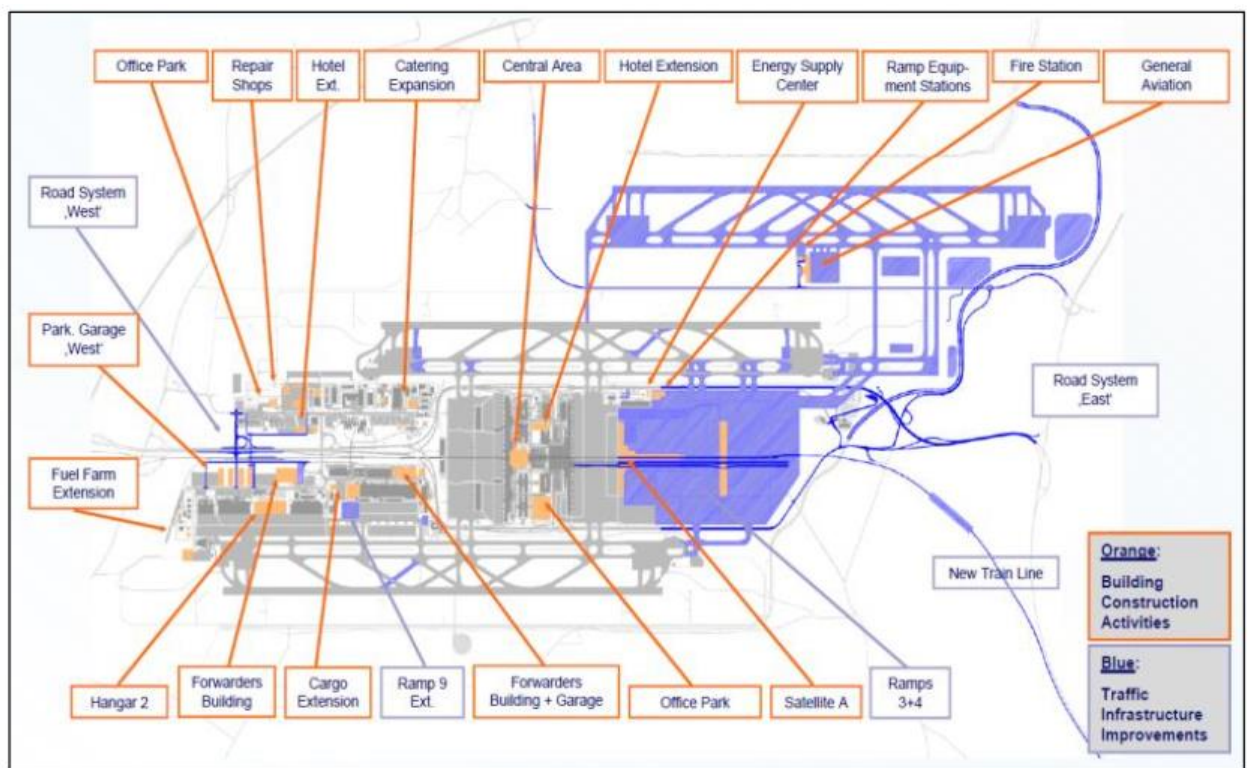 Office Park
Repair
Shops
Hotel
Ext.
Catering
Expansion
Central Area
Hotel Extension
Energy Supply
Center
Ramp Equip-
ment Stations
Fire Station
General
Aviation
Road System
‚West‘
Park. Garage
‚West‘
Fuel Farm
Extension
Road System
‚East‘
New Train Line
Hangar 2
Forwarders
Building
Cargo
Extension
Ramp 9
Ext.
Forwarders
Building + Garage
Office Park
Satellite A
Ramps
3+4
Orange:
Building
Construction
Activities
Blue:
Traffic
Infrastructure
Improvements